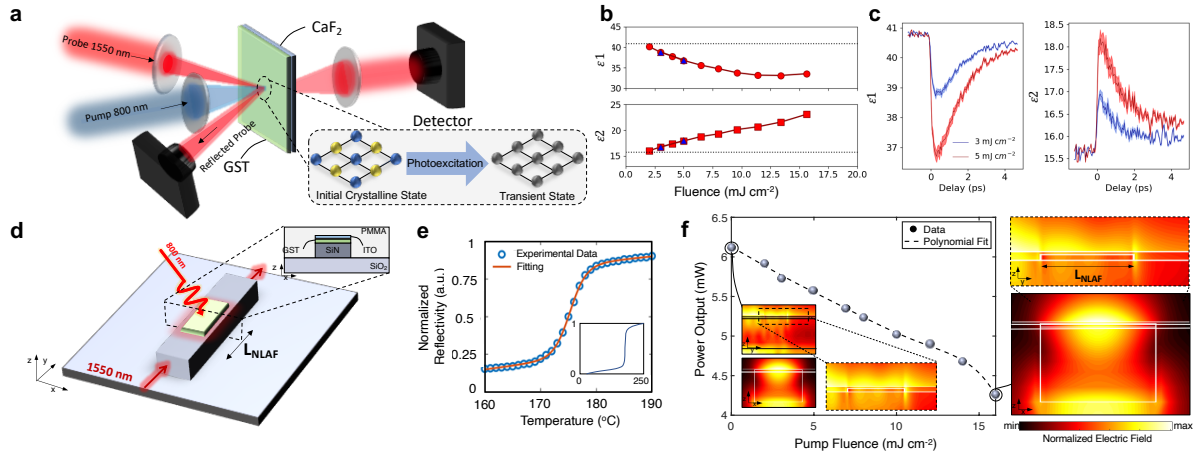 a
CaF2
Probe 1550 nm
Pump 800 nm
Reflected Probe
GST
Detector
Photoexcitation
Initial Crystalline State
Transient State
b
ε1
45
40
35
30
ε2
25
20
15
0.0 2.5 5.0 7.5 10.0 12.5 15.0 17.5 20.0
Fluence (mJ cm-2)
c
ε1
41
40
39
38
37
3 mJ cm−2
5 mJ cm−2
0 2 4
Delay (ps)
ε2
18.5
18.0
17.5
17.0
16.5
16.0
15.5
0 2 4
Delay (ps)
d
800 nm
PMMA
GST
SiN
ITO
SiO2
z
x
LNLAF
1550 nm
z
y
x
e
Normalized
Reflectivity (a.u.)
1
0.75
0.50
0.25
0
Experimental Data
Fitting
1
0
0 250
160 170 180 190
Temperature (oC)
f
Power Output (mW)
6.5
6
5.5
5
4.5
4
Data
Polynomial Fit
0 5 10 15
Pump Fluence (mJ cm-2)
LNLAF
z
y
min
max
Normalized Electric Field